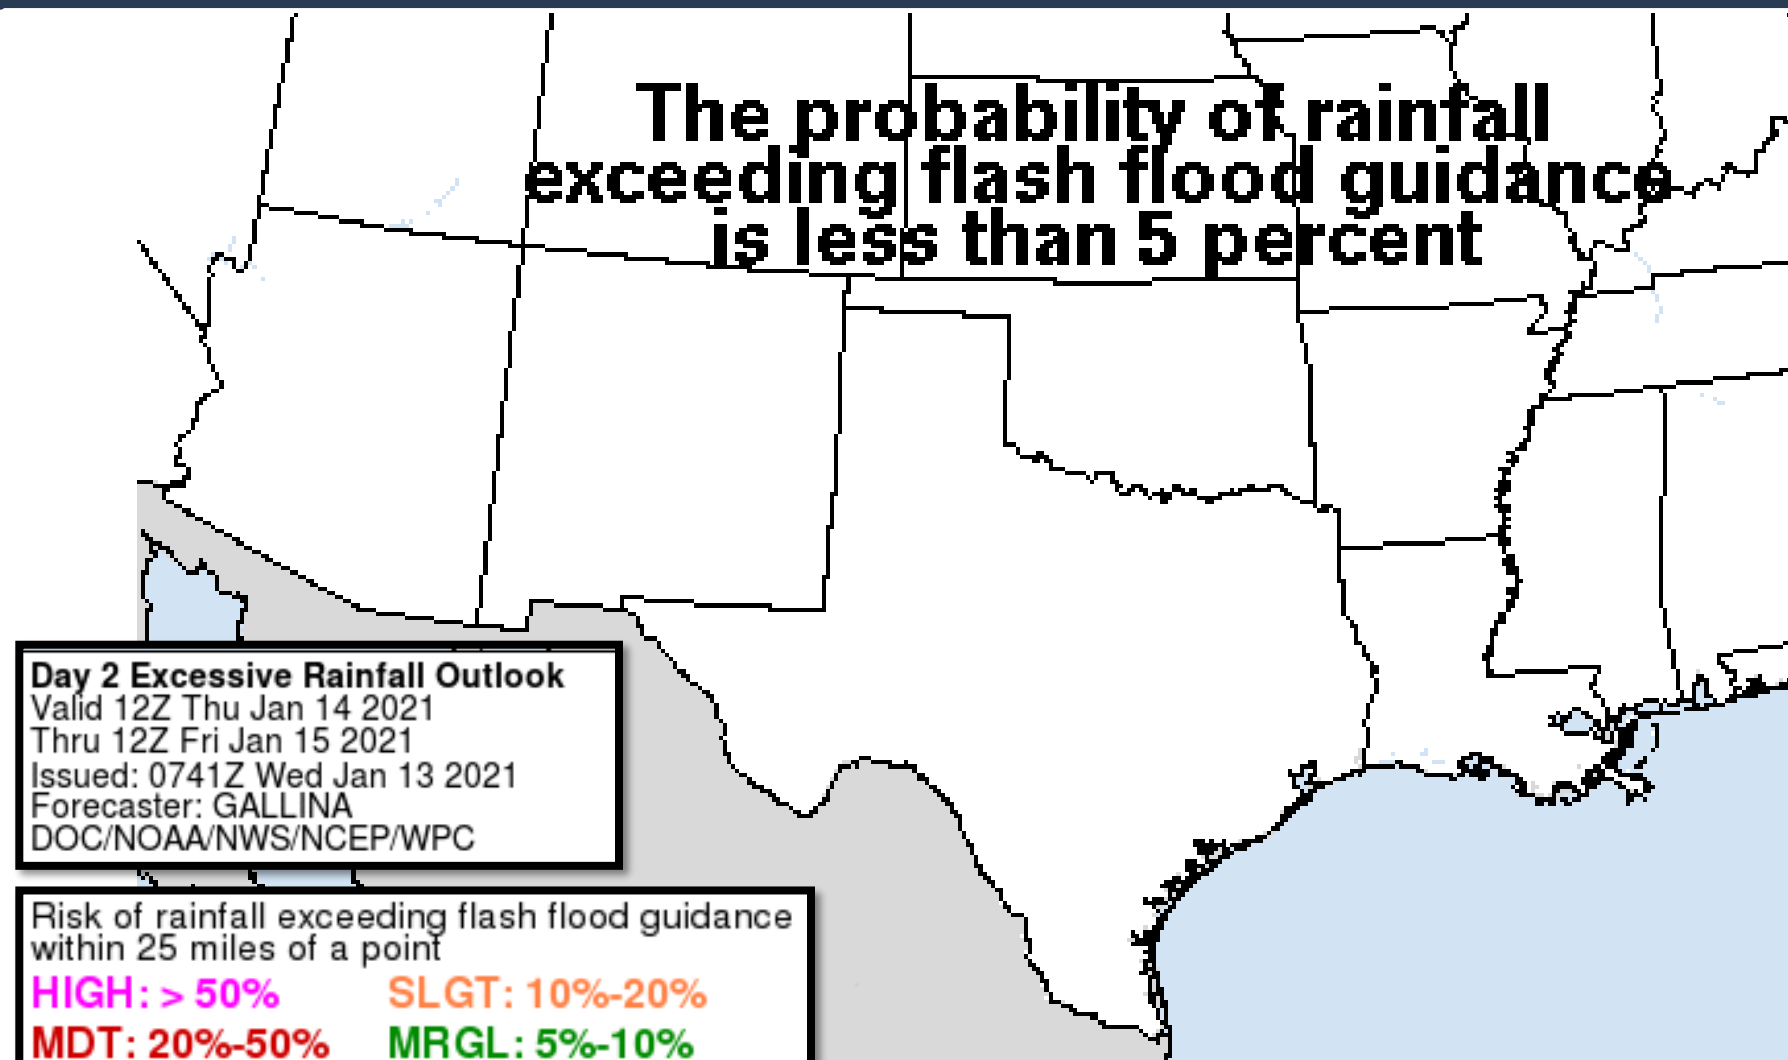 The probability of rainfall
exceeding flash flood guidance
is less than 5 percent
Day 2 Excessive Rainfall Outlook
Valid 12Z Thu Jan 14 2021
Thru 12Z Fri Jan 15 2021
Issued: 0741Z Wed Jan 13 2021
Forecaster: GALLINA
DOC/NOAA/NWS/NCEP/WPC
Risk of rainfall exceeding flash flood guidance
within 25 miles of a point
HIGH: > 50% SLGT: 10%-20%
MDT: 20%-50% MRGL: 5%-10%